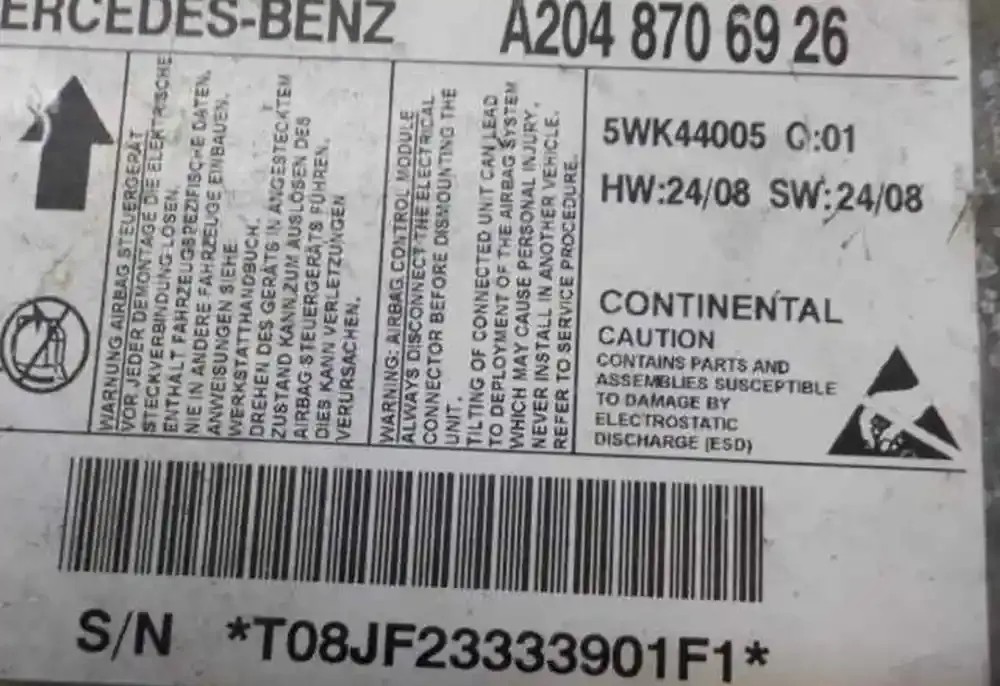 ERCEDES-BENZ
A204 870 69 26
WARNUNG AIRBAG STEUERGERÄT
VOR JEDER DEMONTAGE DIE ELEKTRISCHE
STECKVERBINDUNG LÖSEN.
ENTHÄLT FAHRZEUGSPEZIFISCHE DATEN.
NIE IN ANDERE FAHRZEUGE EINBAUEN.
ANWEISUNGEN SIEHE
WERKSTATTHANDBUCH.
DREHEN DES GERÄTS IN ANGESTECKTEM
ZUSTAND KANN ZUM AUSLÖSEN DES
AIRBAG STEUERGERÄTS FÜHREN.
DIES KANN VERLETZUNGEN
VERURSACHEN.
WARNING: AIRBAG CONTROL MODULE
ALWAYS DISCONNECT THE ELECTRICAL
CONNECTOR BEFORE DISMOUNTING THE
UNIT.
TILTING OF CONNECTED UNIT CAN LEAD
TO DEPLOYMENT OF THE AIRBAG SYSTEM
WHICH MAY CAUSE PERSONAL INJURY.
NEVER INSTALL IN ANOTHER VEHICLE.
REFER TO SERVICE PROCEDURE.
5WK44005 Q:01
HW:24/08 SW:24/08
CONTINENTAL
CAUTION
CONTAINS PARTS AND
ASSEMBLIES SUSCEPTIBLE
TO DAMAGE BY
ELECTROSTATIC
DISCHARGE (ESD)
S/N *T08JF23333901F1*